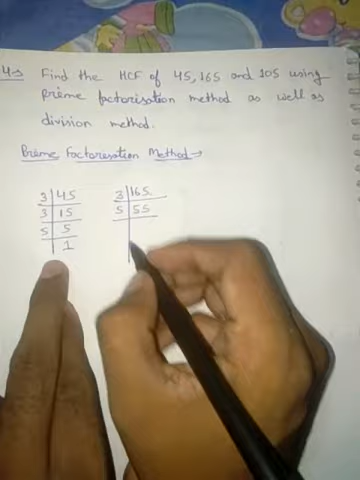 4→ Find the HCF of 45, 165 and 105 using
prime factorisation method as well as
division method.
Prime Factorisation Method→
3 45 3 165
3 15 5 55
5 5
1